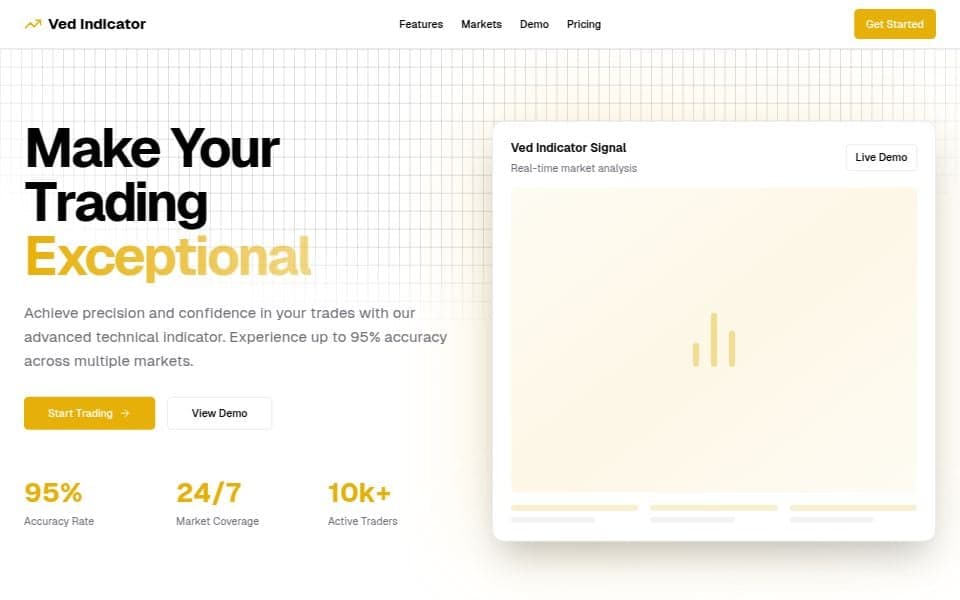 Ved Indicator
Features
Markets
Demo
Pricing
Get Started
Make Your
Trading
Exceptional
Achieve precision and confidence in your trades with our
advanced technical indicator. Experience up to 95% accuracy
across multiple markets.
Start Trading →
View Demo
95%
Accuracy Rate
24/7
Market Coverage
10k+
Active Traders
Ved Indicator Signal
Real-time market analysis
Live Demo